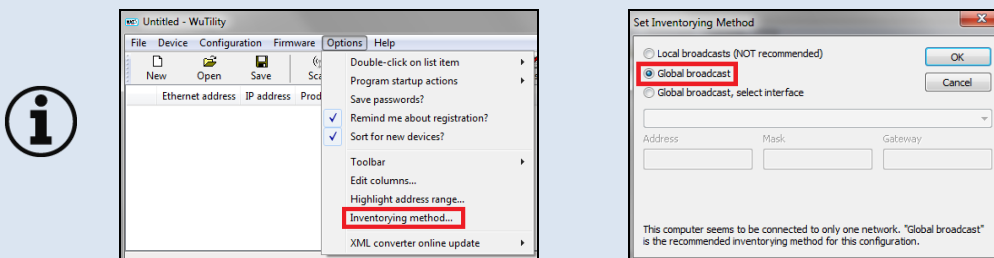 Untitled - WuTility
File Device Configuration Firmware Options Help
New Open Save
Ethernet address IP address
Double-click on list item
Program startup actions
Save passwords?
Remind me about registration?
Sort for new devices?
Toolbar
Edit columns...
Highlight address range...
Inventorying method...
XML converter online update
Set Inventorying Method
Local broadcasts (NOT recommended)
Global broadcast
Global broadcast, select interface
OK
Cancel
Address Mask Gateway
This computer seems to be connected to only one network. "Global broadcast"
is the recommended inventorying method for this configuration.